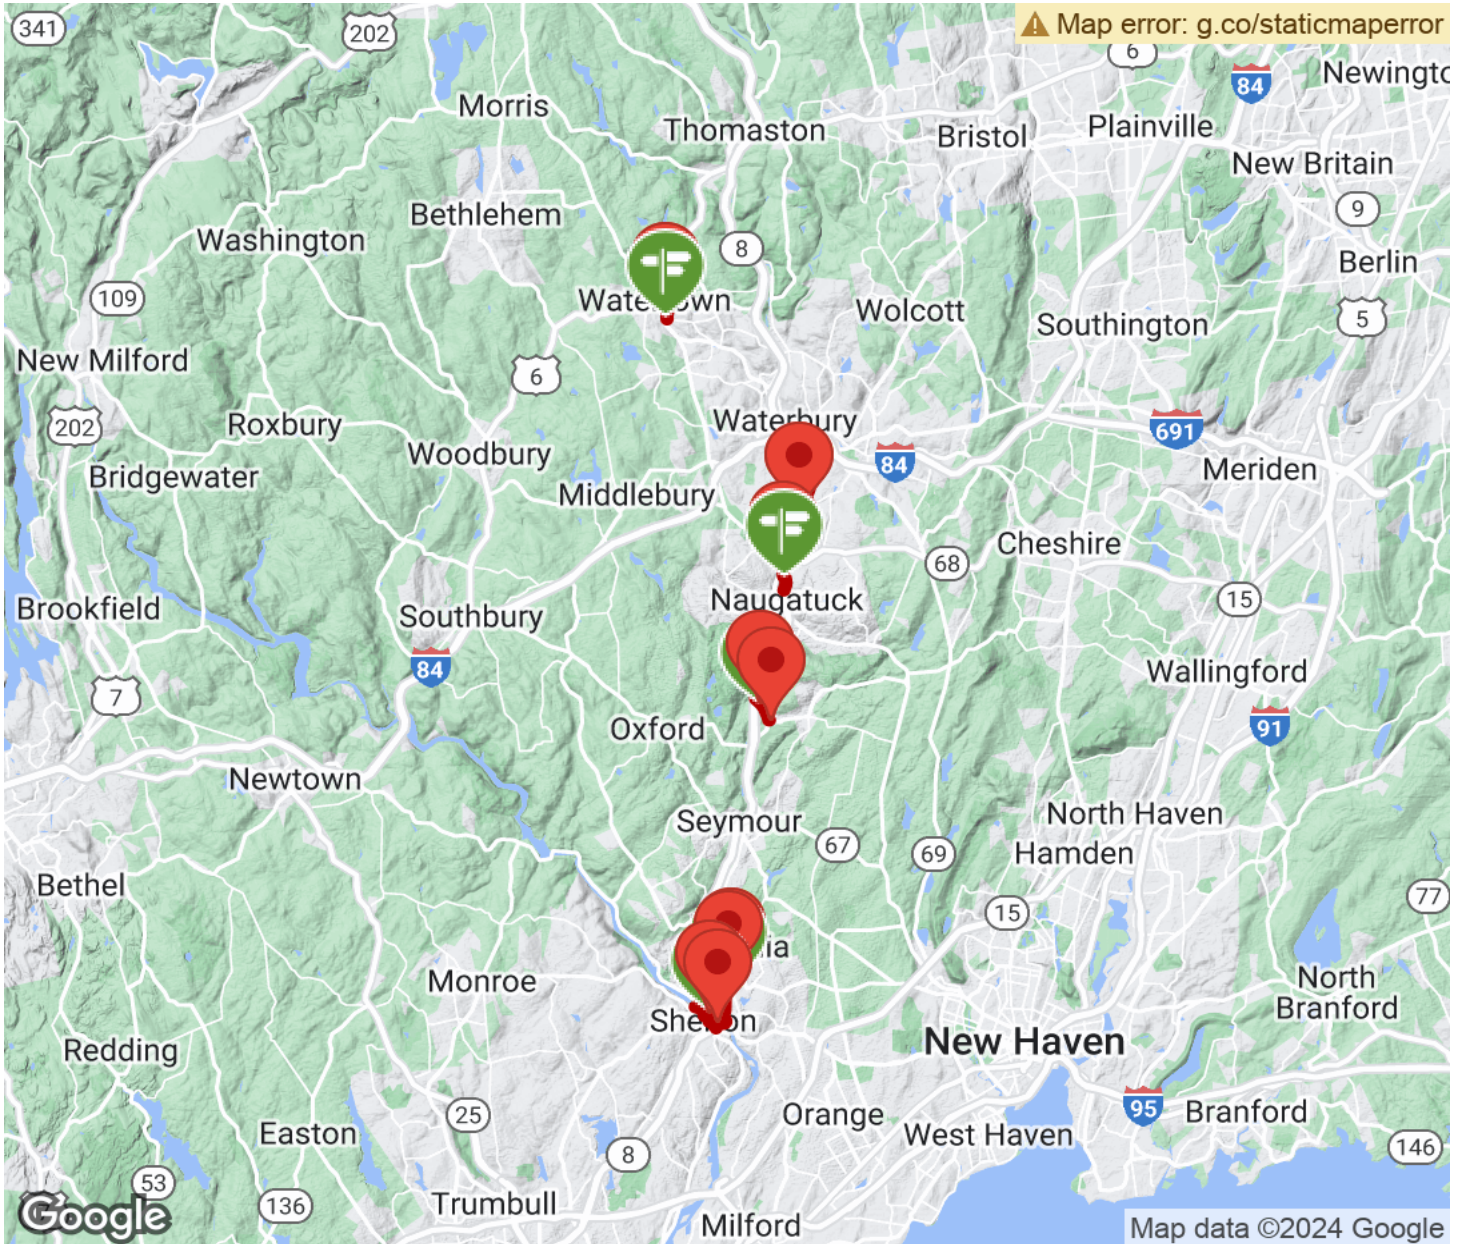 341
202
Map error: g.co/staticmaperror
6
84
Newingto
Morris
Thomaston
Bristol
Plainville
New Britain
9
Bethlehem
Washington
8
Berlin
109
Watertown
Wolcott
Southington
5
New Milford
6
202
Roxbury
Waterbury
691
Woodbury
84
Meriden
Bridgewater
Middlebury
Cheshire
68
Naugatuck
15
Brookfield
Southbury
84
Wallingford
7
Oxford
91
Newtown
Seymour
North Haven
67
69
Hamden
Bethel
77
15
ia
Monroe
North
Branford
Shelton
New Haven
Redding
25
Orange
95
Branford
Easton
West Haven
146
8
53
136
Trumbull
Google
Milford
Map data ©2024 Google